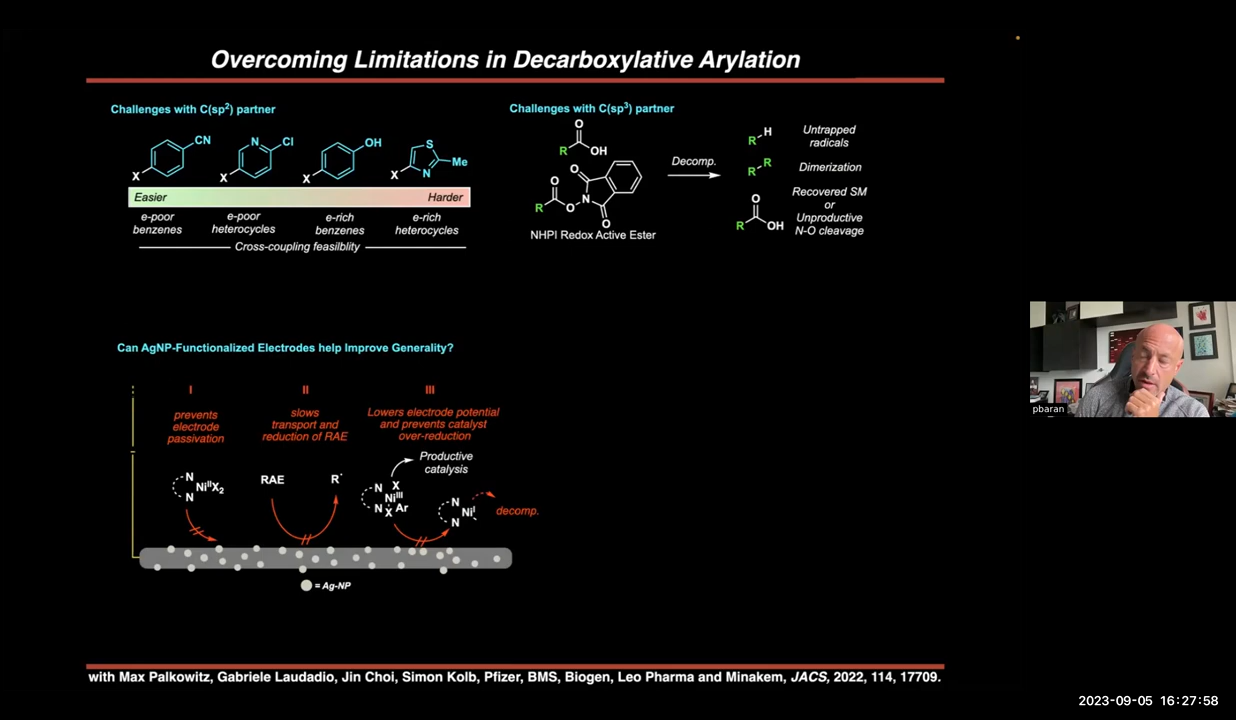 Overcoming Limitations in Decarboxylative Arylation
Challenges with C(sp²) partner
CN
X
N
Cl
X
OH
X
S
Me
N
X
Easier
Harder
e-poor
benzenes
e-poor
heterocycles
e-rich
benzenes
e-rich
heterocycles
Cross-coupling feasiblity
Challenges with C(sp³) partner
O
R
OH
O
O
R
O
N
O
NHPI Redox Active Ester
Decomp.
R
H
Untrapped
radicals
R
R
Dimerization
O
R
OH
Recovered SM
or
Unproductive
N-O cleavage
Can AgNP-Functionalized Electrodes help Improve Generality?
I
prevents
electrode
passivation
II
slows
transport and
reduction of RAE
III
Lowers electrode potential
and prevents catalyst
over-reduction
N
NiᴵᴵX₂
N
RAE
R˙
Productive
catalysis
N
X
Niᴵᴵᴵ
N
X
Ar
N
Niᴵ
N
decomp.
= Ag-NP
with Max Palkowitz, Gabriele Laudadio, Jin Choi, Simon Kolb, Pfizer, BMS, Biogen, Leo Pharma and Minakem, JACS, 2022, 114, 17709.
pbaran
2023-09-05 16:27:58